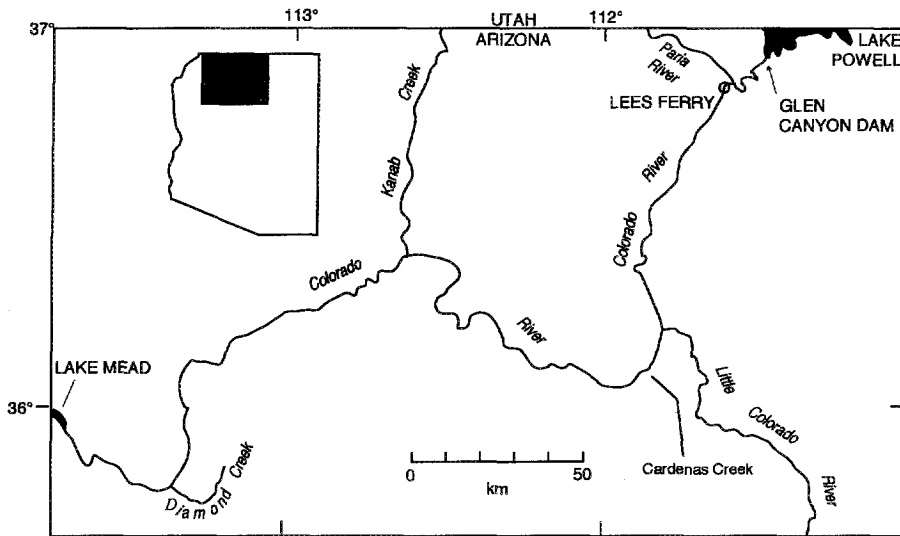 113°
112°
37°
UTAH
ARIZONA
LAKE
POWELL
Paria
River
LEES FERRY
GLEN
CANYON DAM
Creek
Kanab
River
Colorado
Colorado
River
LAKE MEAD
36°
Little
Colorado
River
Cardenas Creek
0
50
km
Diamond Creek